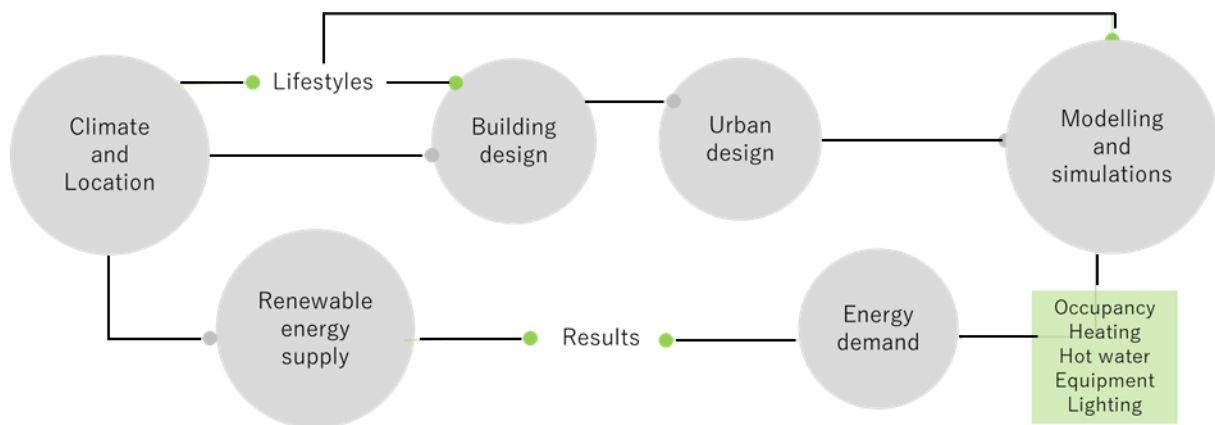 Lifestyles
Climate
and
Location
Building
design
Urban
design
Modelling
and
simulations
Renewable
energy
supply
Results
Energy
demand
Occupancy
Heating
Hot water
Equipment
Lighting